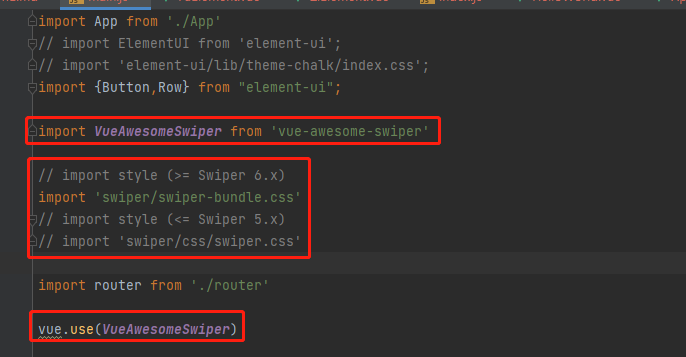 import App from './App'
// import ElementUI from 'element-ui';
// import 'element-ui/lib/theme-chalk/index.css';
import {Button,Row} from "element-ui";
import VueAwesomeSwiper from 'vue-awesome-swiper'
// import style (>= Swiper 6.x)
import 'swiper/swiper-bundle.css'
// import style (<= Swiper 5.x)
// import 'swiper/css/swiper.css'
import router from './router'
vue.use(VueAwesomeSwiper)